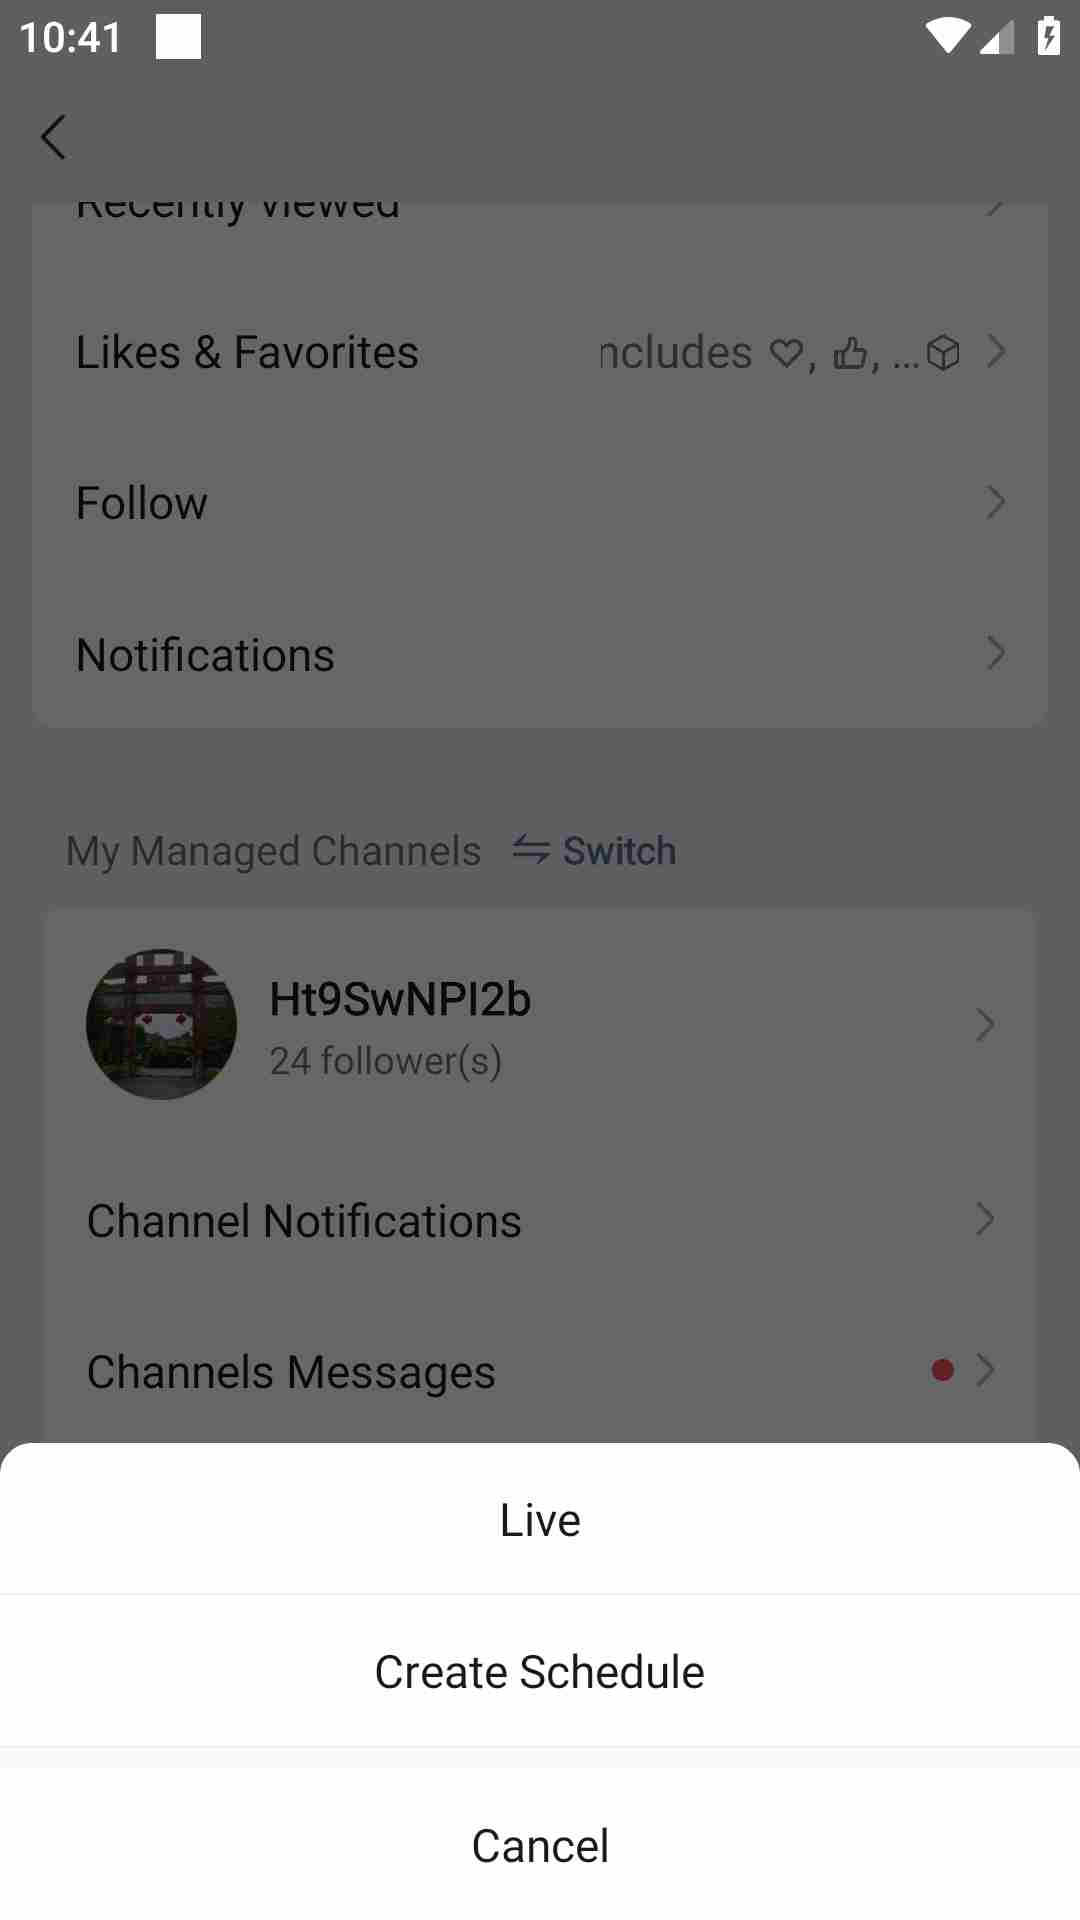 10:41
Recently viewed
Likes & Favorites ncludes , , ...
Follow
Notifications
My Managed Channels Switch
Ht9SwNPI2b
24 follower(s)
Channel Notifications
Channels Messages
Live
Create Schedule
Cancel